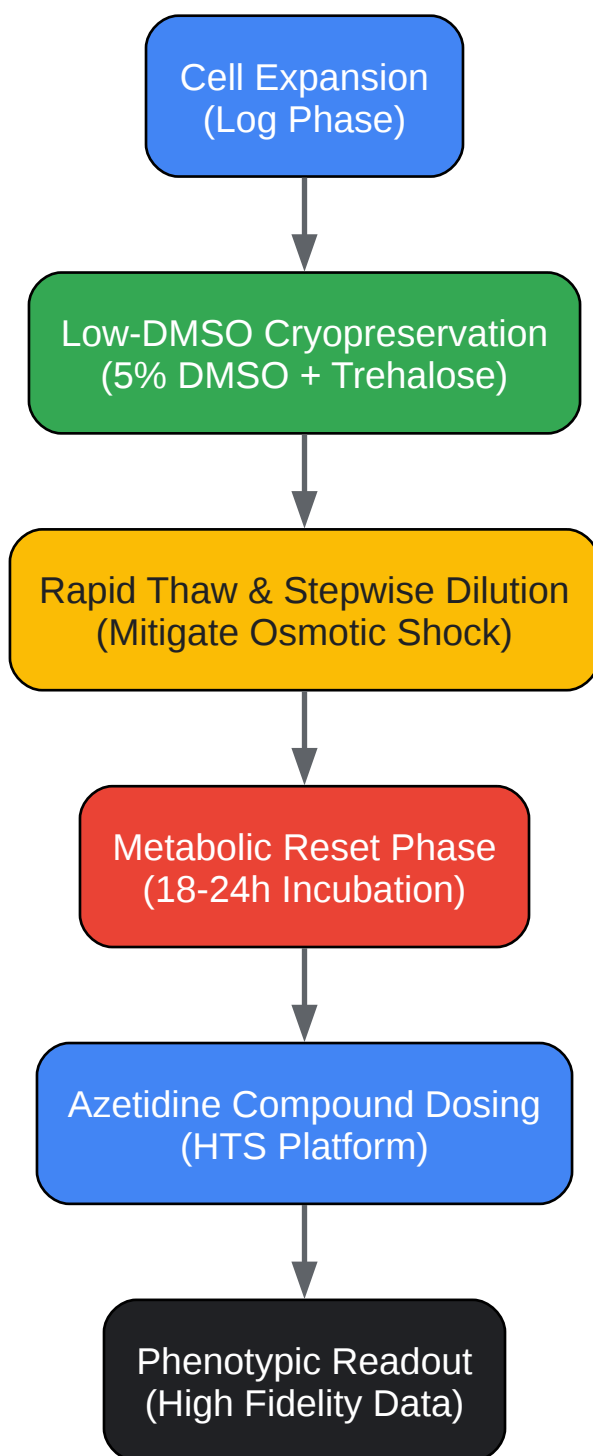 Cell Expansion
(Log Phase)
Low-DMSO Cryopreservation
(5% DMSO + Trehalose)
Rapid Thaw & Stepwise Dilution
(Mitigate Osmotic Shock)
Metabolic Reset Phase
(18-24h Incubation)
Azetidine Compound Dosing
(HTS Platform)
Phenotypic Readout
(High Fidelity Data)